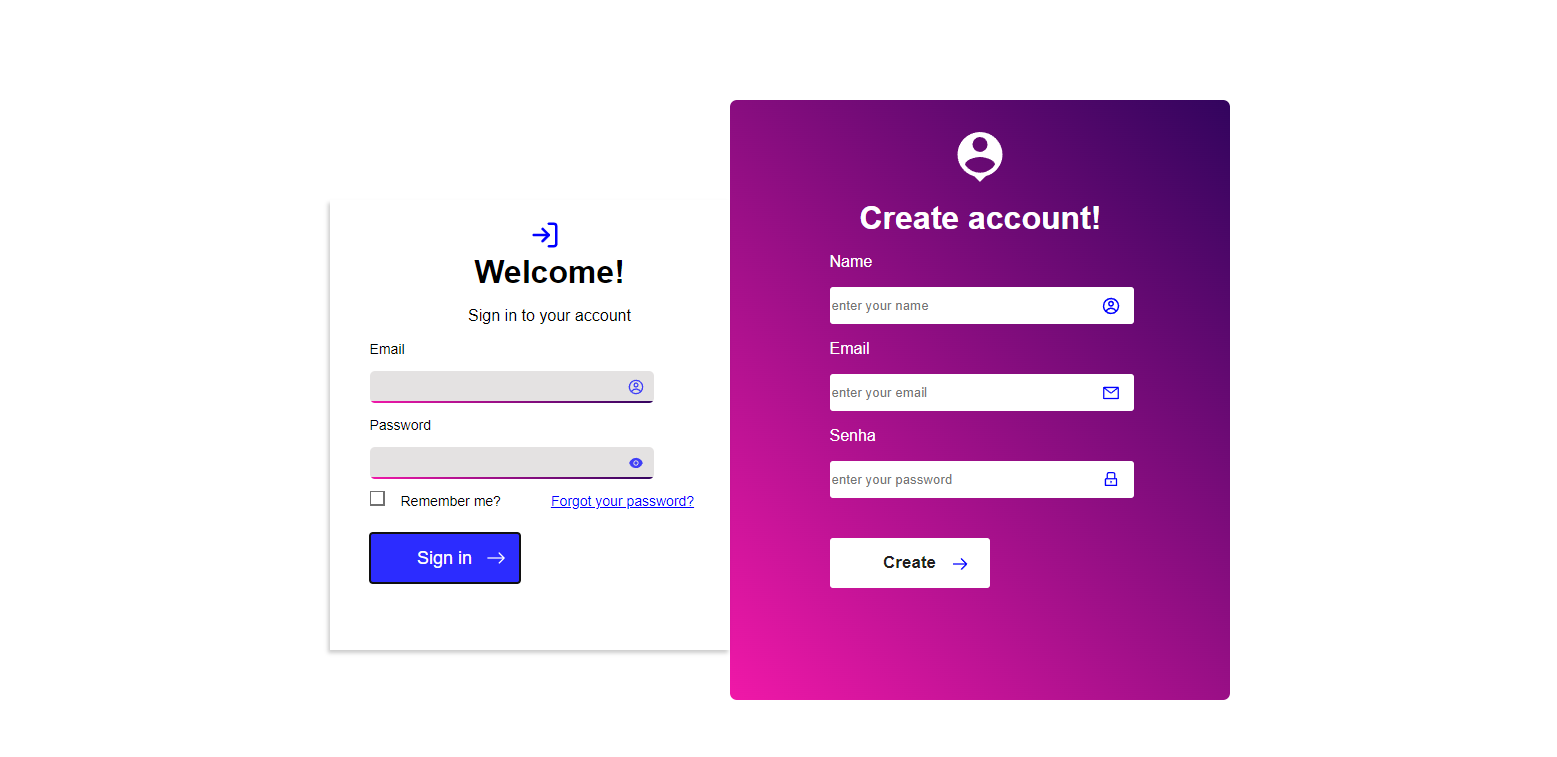 Welcome!
Sign in to your account
Email
Password
Remember me? Forgot your password?
Sign in
Create account!
Name
enter your name
Email
enter your email
Senha
enter your password
Create